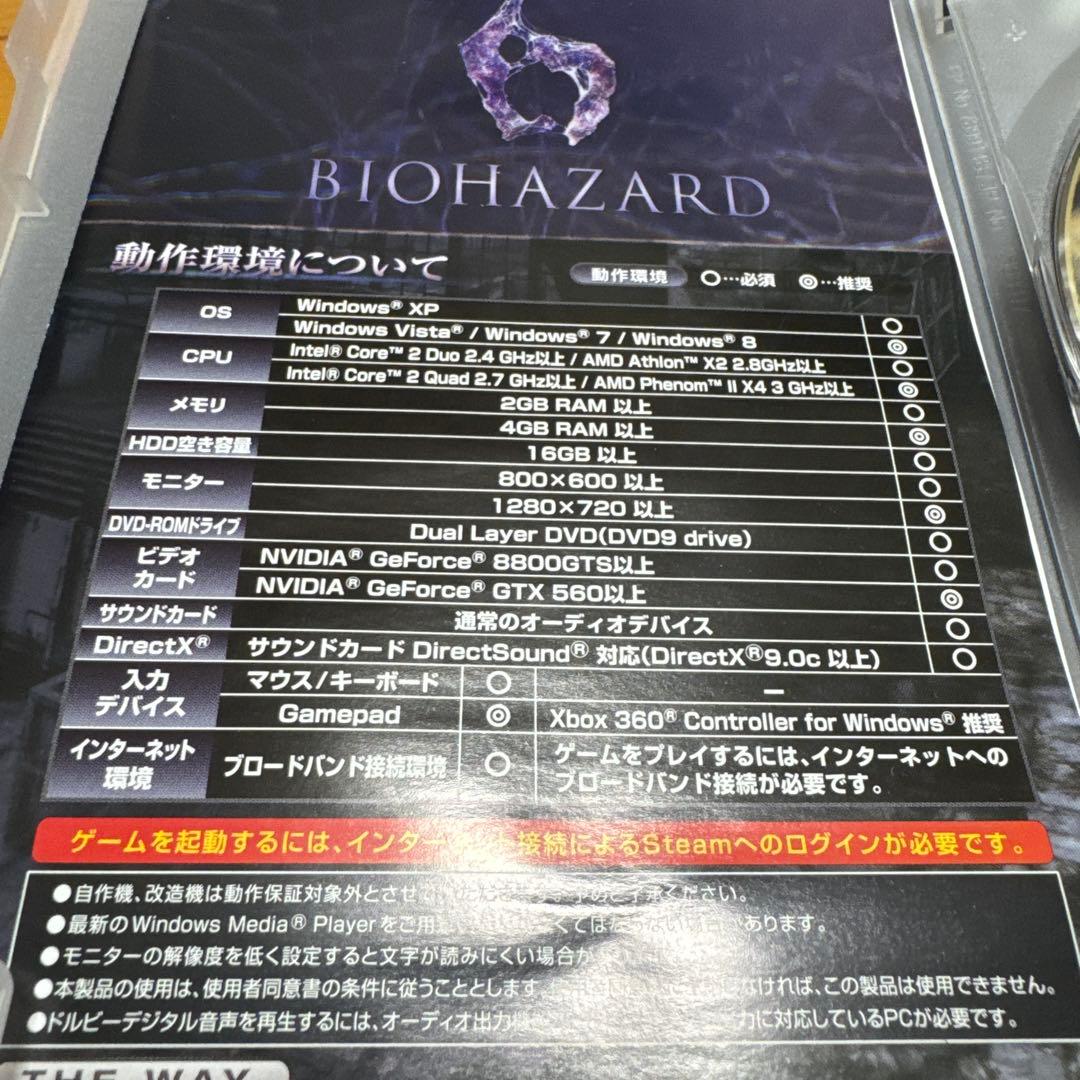 BIOHAZARD
動作環境について
動作環境 ○…必須 ◎…推奨
OS Windows® XP ○
Windows Vista® / Windows® 7 / Windows® 8 ◎
CPU Intel® Core™ 2 Duo 2.4 GHz以上 / AMD Athlon™ X2 2.8GHz以上 ○
Intel® Core™ 2 Quad 2.7 GHz以上 / AMD Phenom™ II X4 3 GHz以上 ◎
メモリ 2GB RAM 以上 ○
4GB RAM 以上 ◎
HDD空き容量 16GB 以上 ○
モニター 800×600 以上 ○
1280×720 以上 ◎
DVD-ROMドライブ Dual Layer DVD(DVD9 drive) ○
ビデオ
カード
NVIDIA® GeForce® 8800GTS以上 ○
NVIDIA® GeForce® GTX 560以上 ◎
サウンドカード 通常のオーディオデバイス ○
DirectX® サウンドカード DirectSound® 対応(DirectX®9.0c 以上) ○
入力
デバイス
マウス/キーボード ○ ー
Gamepad ◎ Xbox 360® Controller for Windows® 推奨
インターネット
環境
ブロードバンド接続環境 ○
ゲームをプレイするには、インターネットへの
ブロードバンド接続が必要です。
ゲームを起動するには、インターネット接続によるSteamへのログインが必要です。
●自作機、改造機は動作保証対象外とさせ
●最新のWindows Media® Playerをご用 があります。
●モニターの解像度を低く設定すると文字が読みにくい場合が
●本製品の使用は、使用者同意書の条件に従うこととします なければ、この製品は使用できません。
●ドルビーデジタル音声を再生するには、オーディオ出力 力に対応しているPCが必要です。
THE WAY